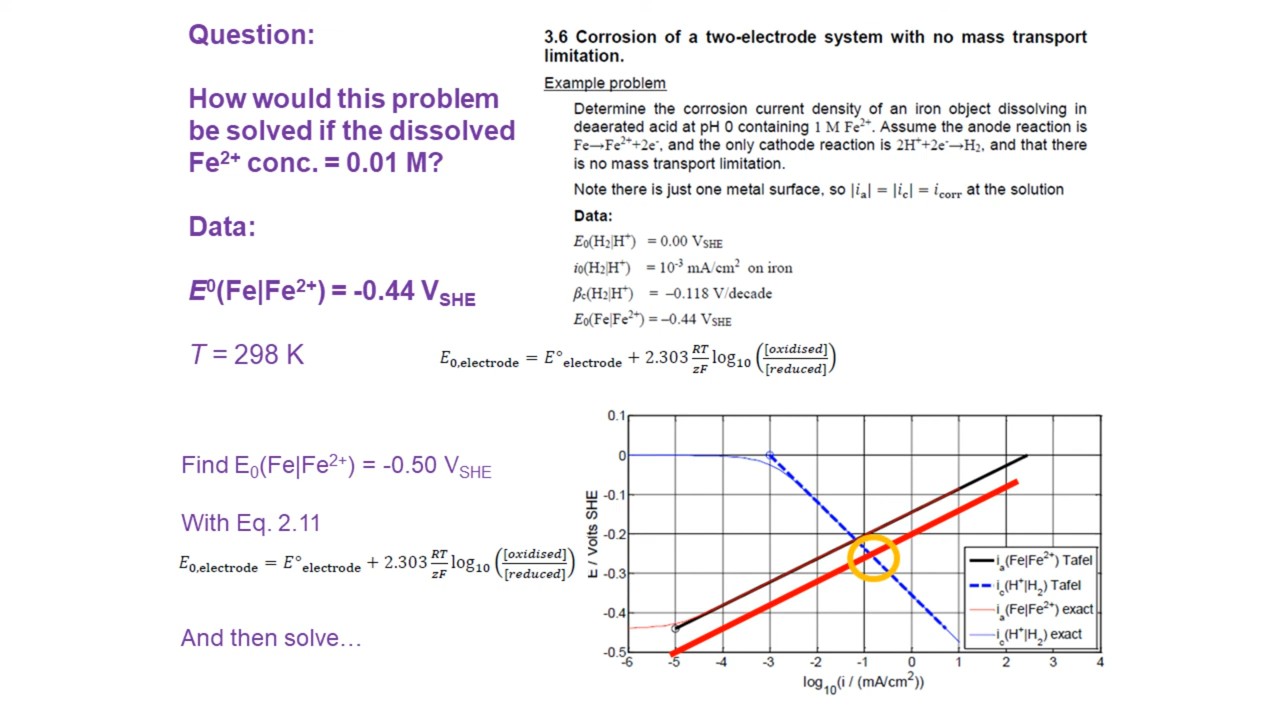 Question:
How would this problem
be solved if the dissolved
Fe²⁺ conc. = 0.01 M?
Data:
E⁰(Fe|Fe²⁺) = -0.44 V_SHE
T = 298 K
3.6 Corrosion of a two-electrode system with no mass transport
limitation.
Example problem
Determine the corrosion current density of an iron object dissolving in
deaerated acid at pH 0 containing 1 M Fe²⁺. Assume the anode reaction is
Fe→Fe²⁺+2e⁻, and the only cathode reaction is 2H⁺+2e⁻→H₂, and that there
is no mass transport limitation.
Note there is just one metal surface, so |iₐ| = |i_c| = i_corr at the solution
Data:
E₀(H₂|H⁺) = 0.00 V_SHE
i₀(H₂|H⁺) = 10⁻³ mA/cm² on iron
β_c(H₂|H⁺) = –0.118 V/decade
E₀(Fe|Fe²⁺) = –0.44 V_SHE
E₀,electrode = E°electrode + 2.303 RT/zF log₁₀ ([oxidised]/[reduced])
Find E₀(Fe|Fe²⁺) = -0.50 V_SHE
With Eq. 2.11
E₀,electrode = E°electrode + 2.303 RT/zF log₁₀ ([oxidised]/[reduced])
And then solve…
0.1
0
-0.1
-0.2
-0.3
-0.4
-0.5
E / Volts SHE
-6 -5 -4 -3 -2 -1 0 1 2 3 4
log₁₀(i / (mA/cm²))
iₐ(Fe|Fe²⁺) Tafel
i_c(H⁺|H₂) Tafel
iₐ(Fe|Fe²⁺) exact
i_c(H⁺|H₂) exact